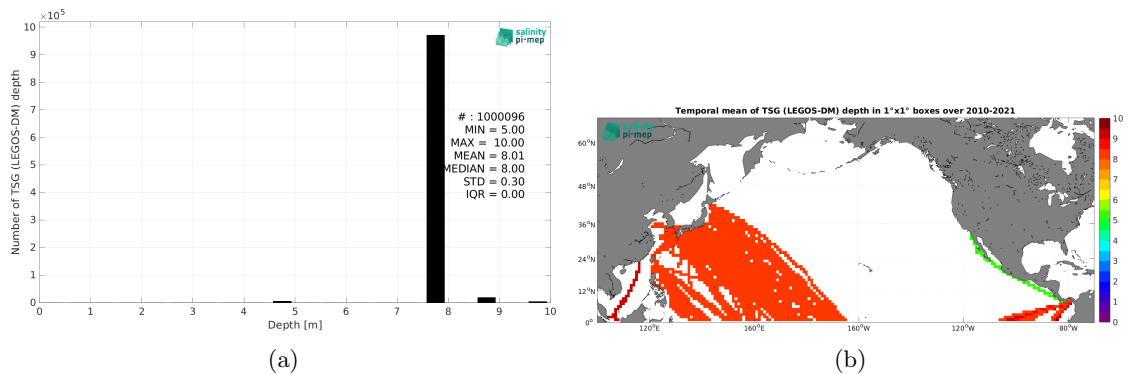 ×10⁵
10
9
8
7
6
5
4
3
2
1
0
Number of TSG (LEGOS-DM) depth
salinity
pi-mep
# : 1000096
MIN = 5.00
MAX = 10.00
MEAN = 8.01
MEDIAN = 8.00
STD = 0.30
IQR = 0.00
0 1 2 3 4 5 6 7 8 9 10
Depth [m]
(a)
Temporal mean of TSG (LEGOS-DM) depth in 1°x1° boxes over 2010-2021
salinity
pi-mep
60°N
48°N
36°N
24°N
12°N
0°
120°E 160°E 160°W 120°W 80°W
10
9
8
7
6
5
4
3
2
1
0
(b)